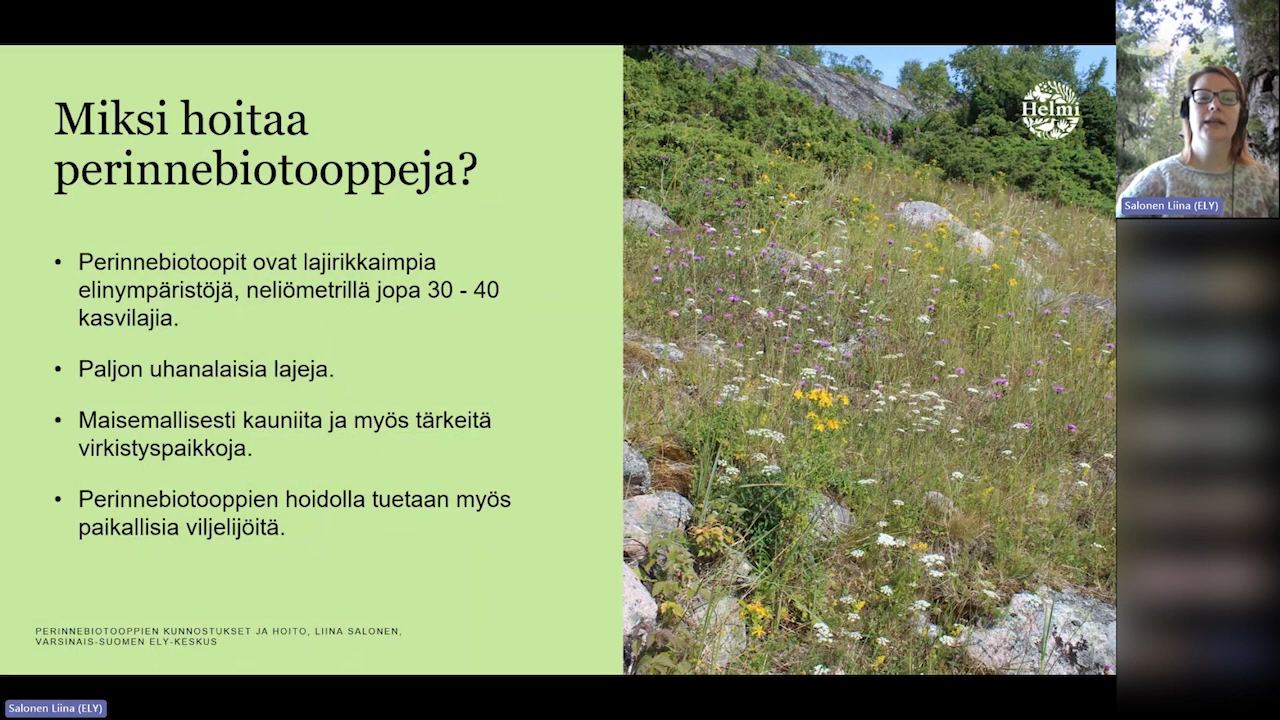 Miksi hoitaa
perinnebiotooppeja?
• Perinnebiotoopit ovat lajirikkaimpia
elinympäristöjä, neliömetrillä jopa 30 - 40
kasvilajia.
• Paljon uhanalaisia lajeja.
• Maisemallisesti kauniita ja myös tärkeitä
virkistyspaikkoja.
• Perinnebiotooppien hoidolla tuetaan myös
paikallisia viljelijöitä.
PERINNEBIOTOOPPIEN KUNNOSTUKSET JA HOITO, LIINA SALONEN,
VARSINAIS-SUOMEN ELY-KESKUS
Helmi
Salonen Liina (ELY)
Salonen Liina (ELY)